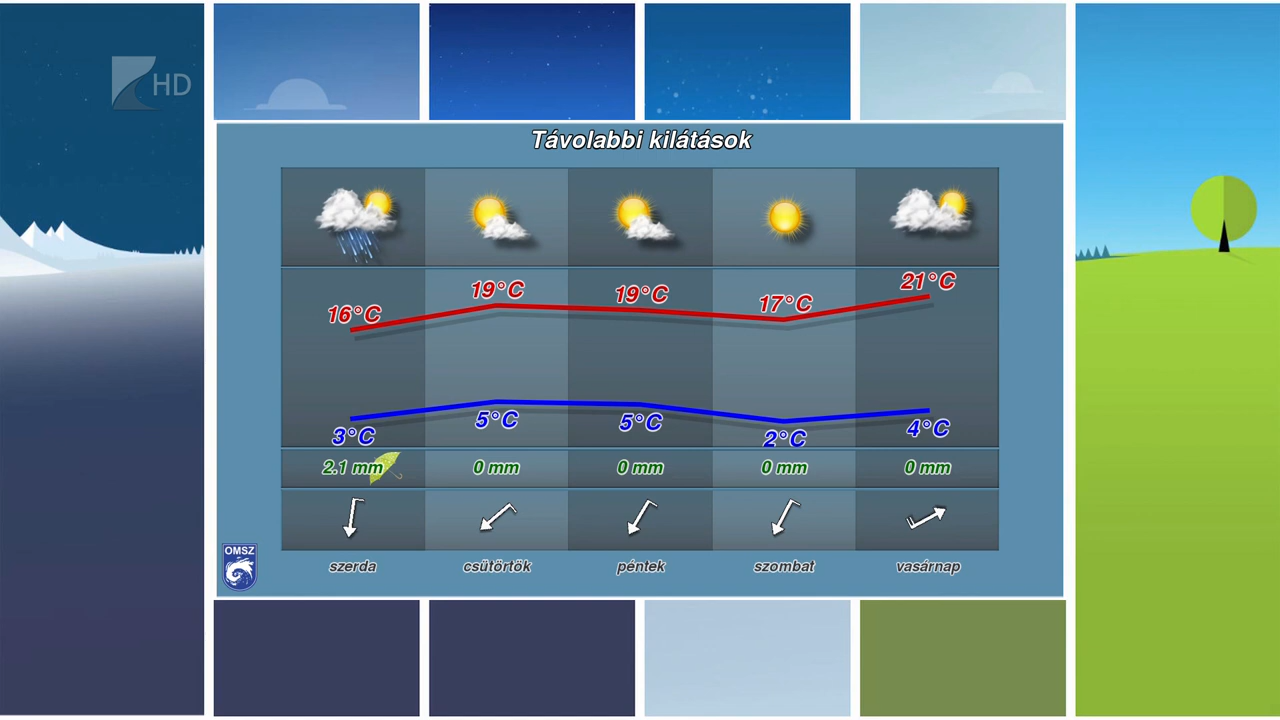 HD
Távolabbi kilátások
16°C 19°C 19°C 17°C 21°C
3°C 5°C 5°C 2°C 4°C
2.1 mm 0 mm 0 mm 0 mm 0 mm
OMSZ
szerda csütörtök péntek szombat vasárnap